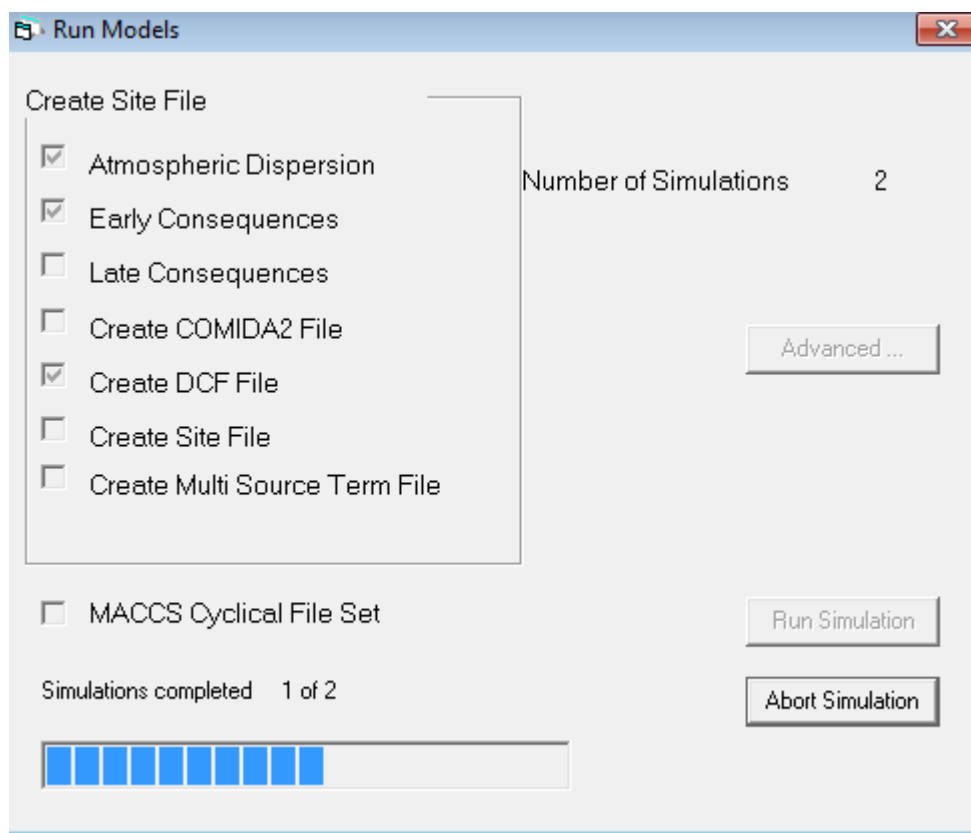 Run Models
Create Site File
Atmospheric Dispersion
Number of Simulations 2
Early Consequences
Late Consequences
Create COMIDA2 File
Advanced ...
Create DCF File
Create Site File
Create Multi Source Term File
MACCS Cyclical File Set
Run Simulation
Simulations completed 1 of 2
Abort Simulation